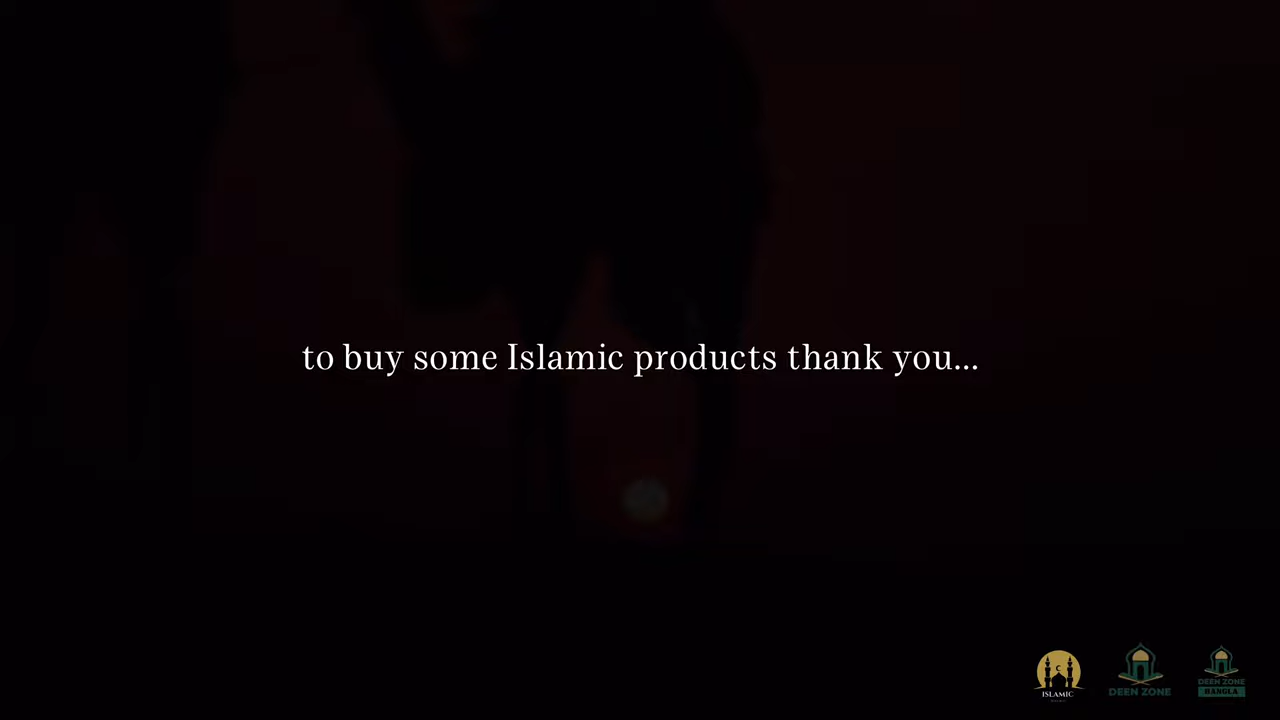 to buy some Islamic products thank you...
ISLAMIC
DEEN ZONE
DEEN ZONE
BANGLA